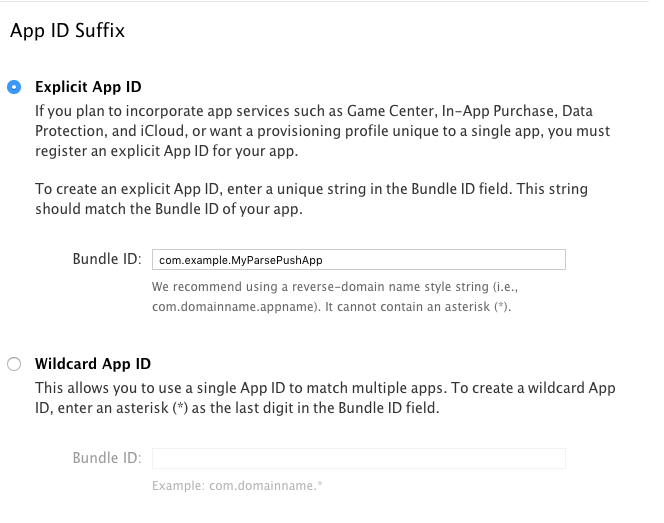 App ID Suffix
Explicit App ID
If you plan to incorporate app services such as Game Center, In-App Purchase, Data
Protection, and iCloud, or want a provisioning profile unique to a single app, you must
register an explicit App ID for your app.
To create an explicit App ID, enter a unique string in the Bundle ID field. This string
should match the Bundle ID of your app.
Bundle ID: com.example.MyParsePushApp
We recommend using a reverse-domain name style string (i.e.,
com.domainname.appname). It cannot contain an asterisk (*).
Wildcard App ID
This allows you to use a single App ID to match multiple apps. To create a wildcard App
ID, enter an asterisk (*) as the last digit in the Bundle ID field.
Bundle ID:
Example: com.domainname.*